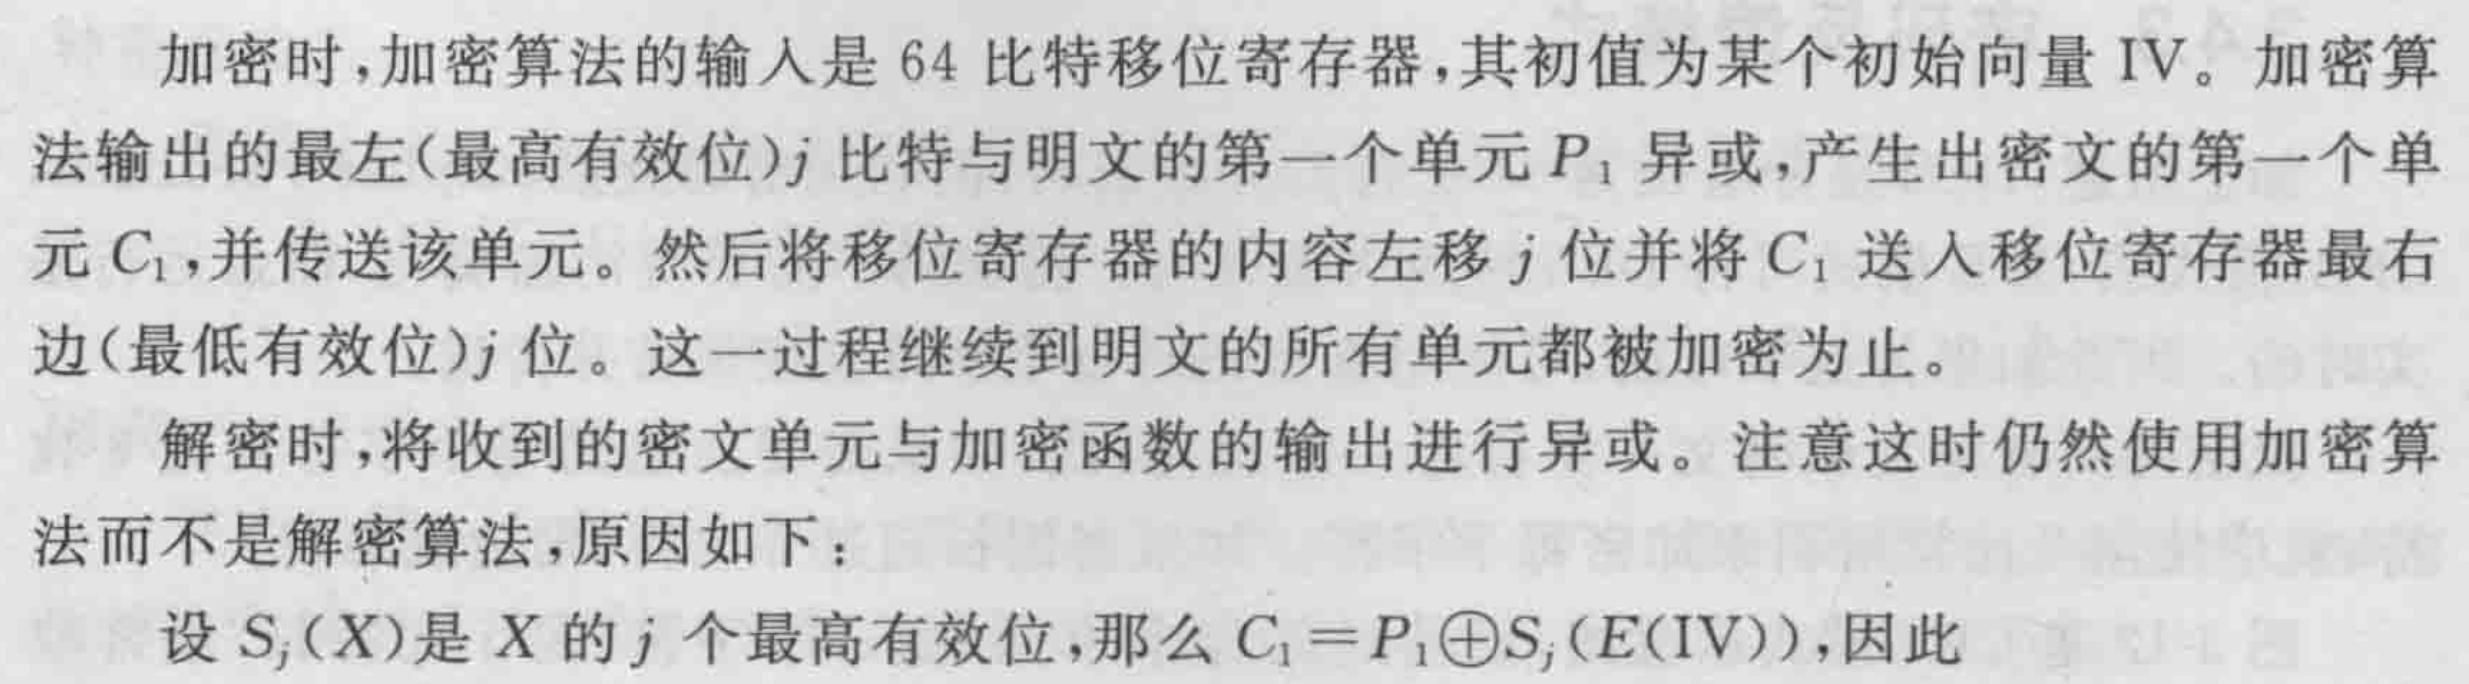 加密时,加密算法的输入是 64 比特移位寄存器,其初值为某个初始向量 IV。加密算
法输出的最左(最高有效位)j 比特与明文的第一个单元 P₁ 异或,产生出密文的第一个单
元 C₁,并传送该单元。然后将移位寄存器的内容左移 j 位并将 C₁ 送入移位寄存器最右
边(最低有效位)j 位。这一过程继续到明文的所有单元都被加密为止。
解密时,将收到的密文单元与加密函数的输出进行异或。注意这时仍然使用加密算
法而不是解密算法,原因如下:
设 Sⱼ(X)是 X 的 j 个最高有效位,那么 C₁=P₁⊕Sⱼ(E(IV)),因此